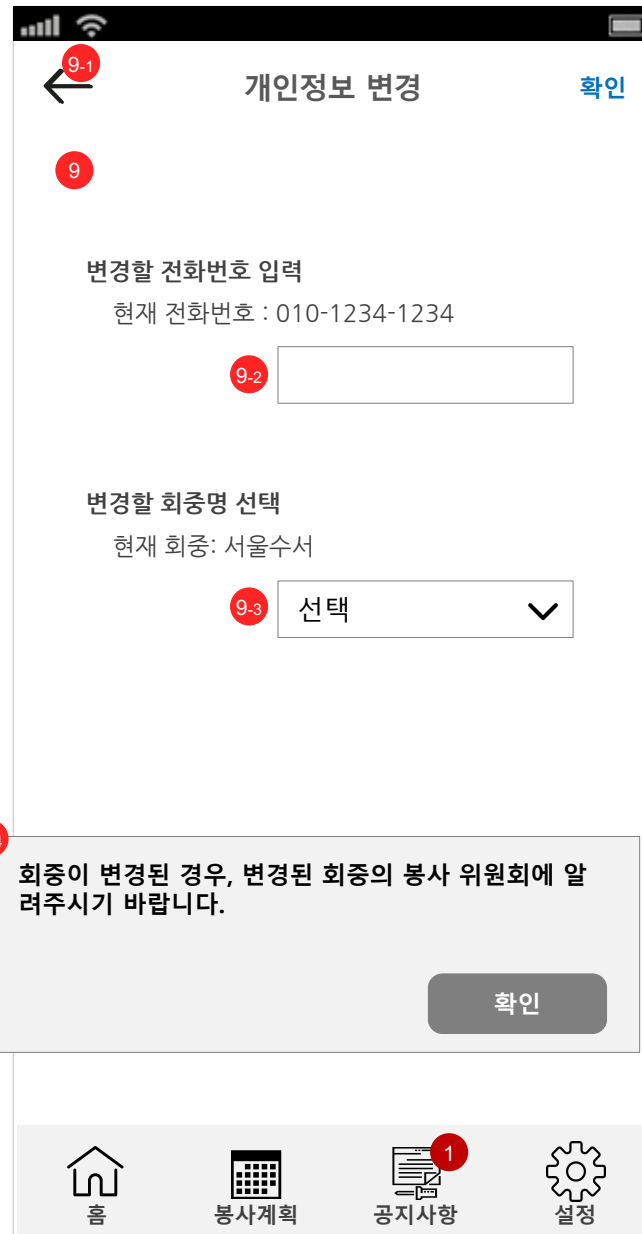 9-1
개인정보 변경
확인
9
변경할 전화번호 입력
현재 전화번호 : 010-1234-1234
9-2
변경할 회중명 선택
현재 회중: 서울수서
9-3
선택
회중이 변경된 경우, 변경된 회중의 봉사 위원회에 알
려주시기 바랍니다.
확인
1
홈
봉사계획
공지사항
설정